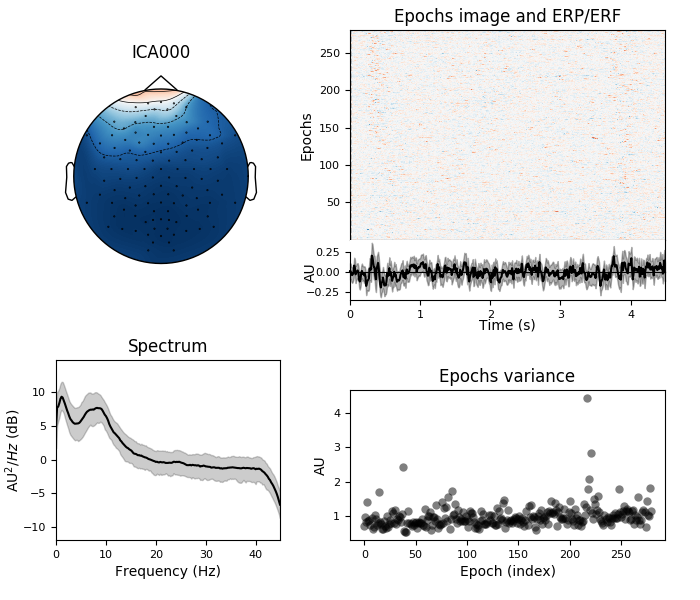 ICA000
Epochs image and ERP/ERF
Epochs
250
200
150
100
50
AU
0.25
0.00
−0.25
0 1 2 3 4
Time (s)
Spectrum
AU²/Hz (dB)
10
5
0
−5
−10
0 10 20 30 40
Frequency (Hz)
Epochs variance
AU
4
3
2
1
0 50 100 150 200 250
Epoch (index)